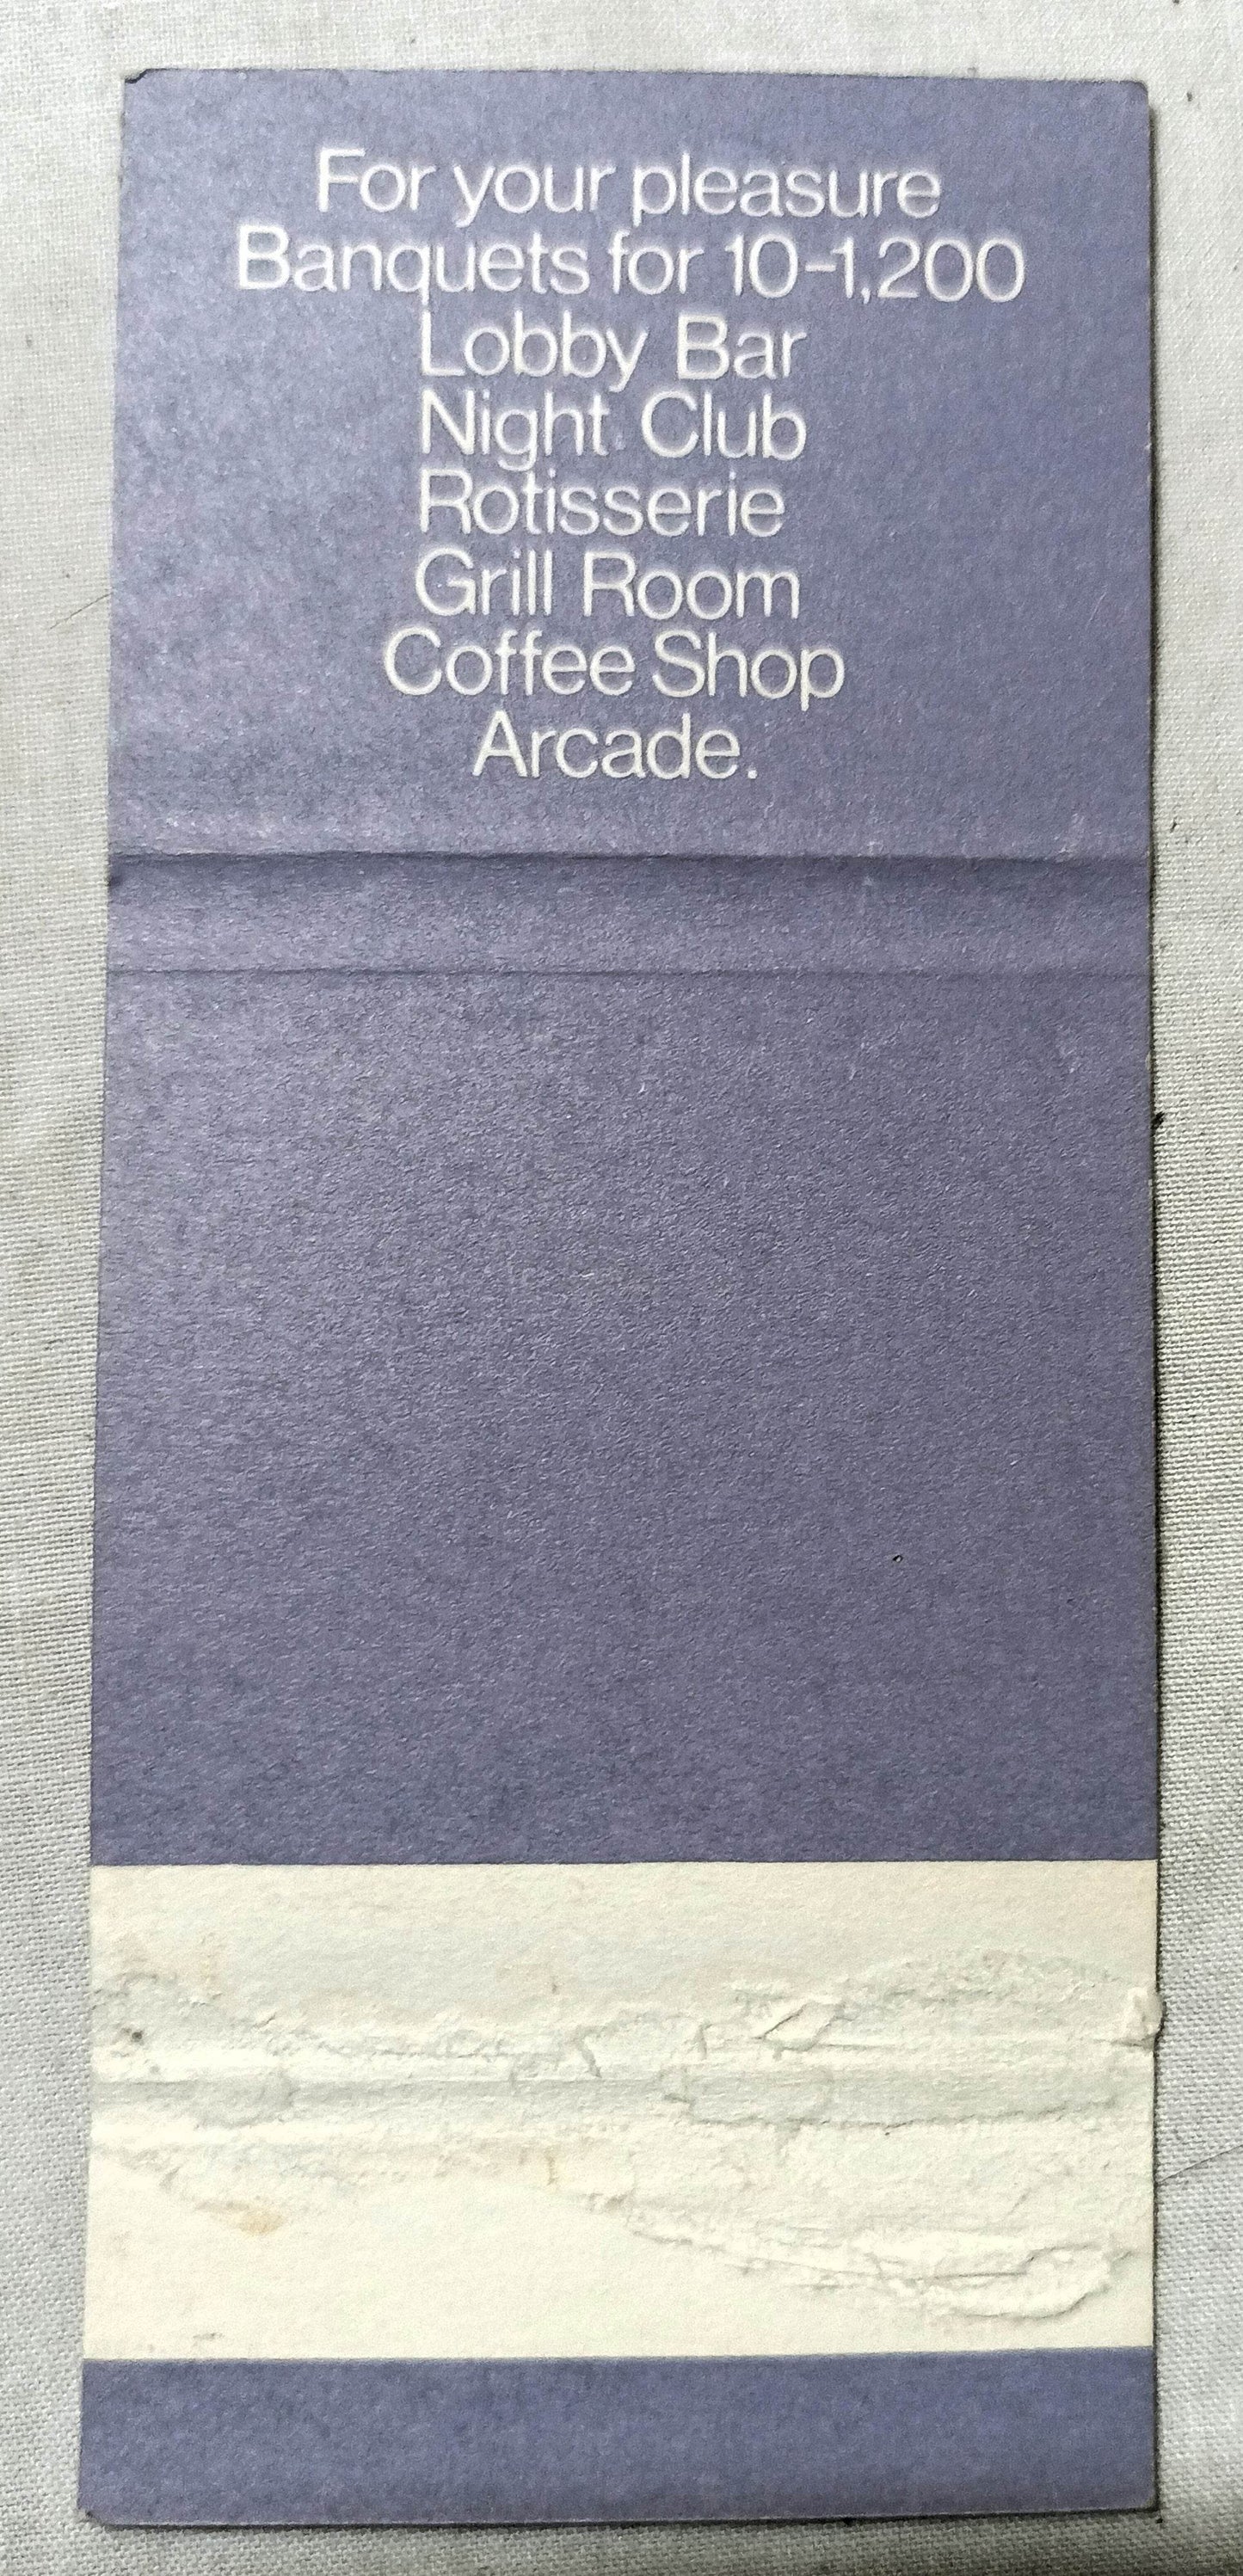 For your pleasure
Banquets for 10-1,200
Lobby Bar
Night Club
Rotisserie
Grill Room
Coffee Shop
Arcade.